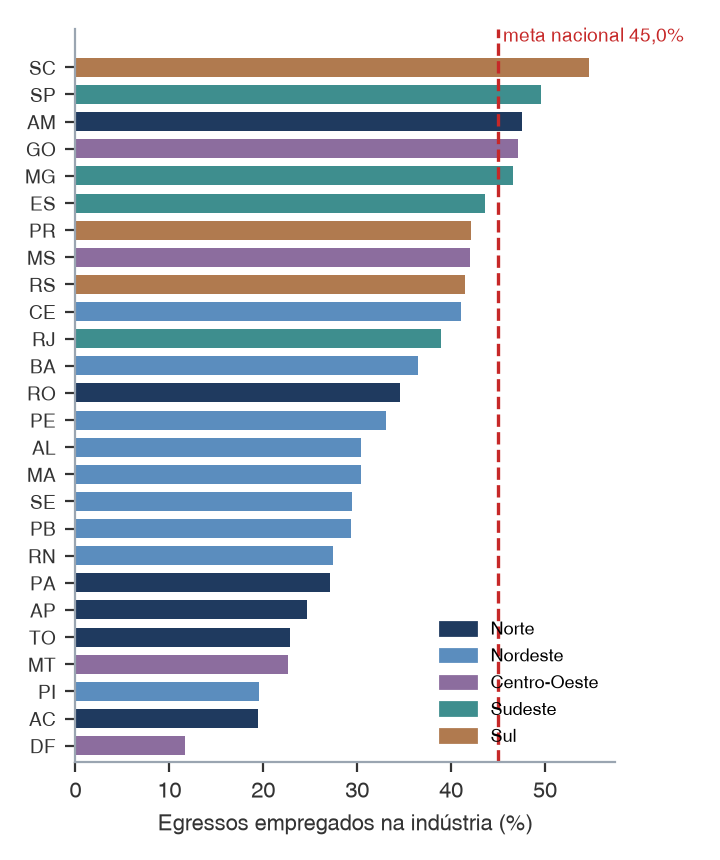 meta nacional 45,0%
SC
SP
AM
GO
MG
ES
PR
MS
RS
CE
RJ
BA
RO
PE
AL
MA
SE
PB
RN
PA
AP
TO
MT
PI
AC
DF
Norte
Nordeste
Centro-Oeste
Sudeste
Sul
0 10 20 30 40 50
Egressos empregados na indústria (%)